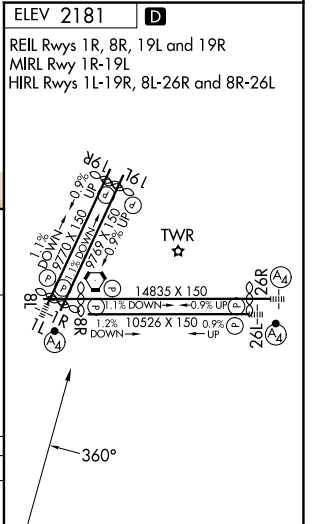 ELEV 2181 D
REIL Rwys 1R, 8R, 19L and 19R
MIRL Rwy 1R-19L
HIRL Rwys 1L-19R, 8L-26R and 8R-26L
19R
19L
0.9% UP
1.1% DOWN
9770 X 150
P
P
1.1% DOWN
9769 X 150
0.9% UP
TWR
P
P
8L
1L
1R
8R
A4
14835 X 150
1.1% DOWN
0.9% UP
P
P
26R
A4
1.2% DOWN
10526 X 150
0.9% UP
P
26L
A4
360°